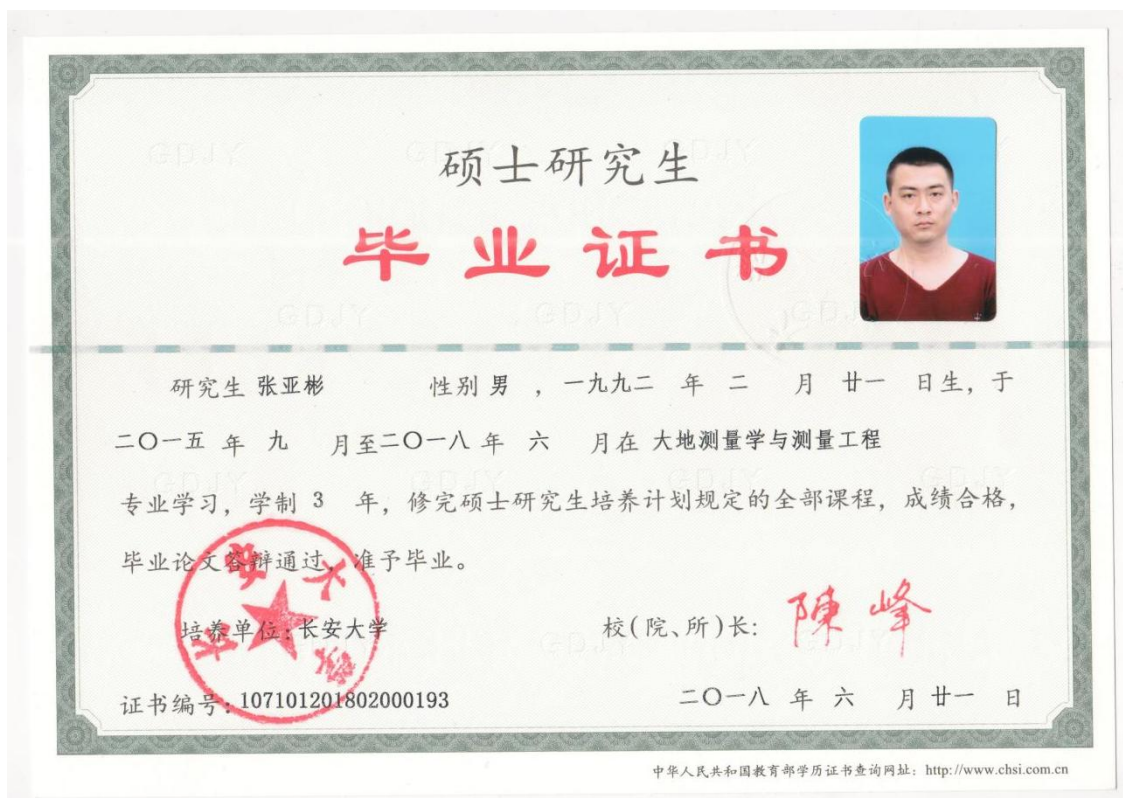 硕士研究生
毕业证书
研究生 张亚彬 性别 男 ，一九九二 年 二 月 廿一 日生，于
二〇一五 年 九 月至二〇一八 年 六 月在 大地测量学与测量工程
专业学习，学制 3 年，修完硕士研究生培养计划规定的全部课程，成绩合格，
毕业论文答辩通过，准予毕业。
培养单位：长安大学
校(院、所)长：
陳峰
证书编号：107101201802000193
二〇一八 年 六 月 廿一 日
中华人民共和国教育部学历证书查询网址：http://www.chsi.com.cn